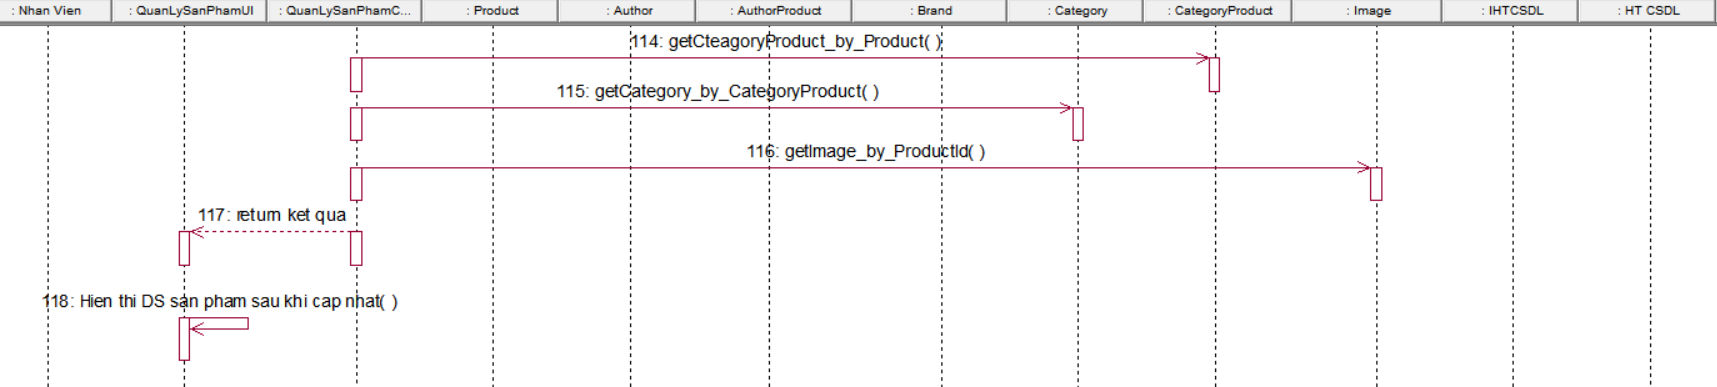 : Nhan Vien
: QuanLySanPhamUI
: QuanLySanPhamC...
: Product
: Author
: AuthorProduct
: Brand
: Category
: CategoryProduct
: Image
: IHTCSDL
: HT CSDL
114: getCteagoryProduct_by_Product( )
115: getCategory_by_CategoryProduct( )
116: getImage_by_ProductId( )
117: return ket qua
118: Hien thi DS san pham sau khi cap nhat( )